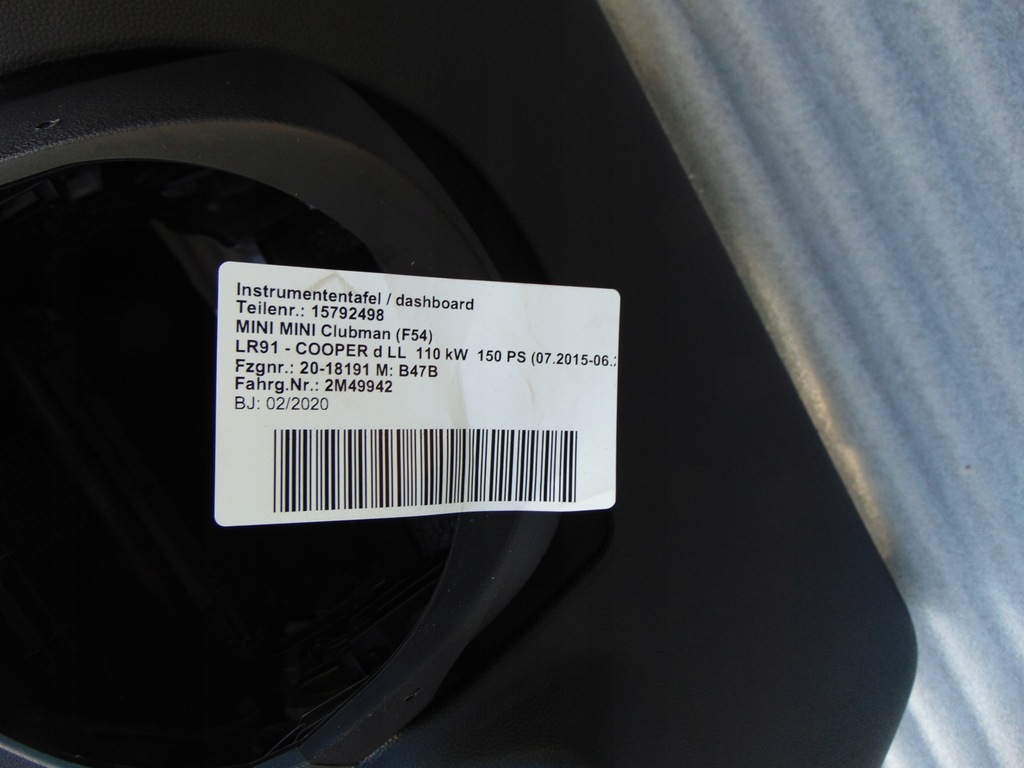 Instrumententafel / dashboard
Teilenr.: 15792498
MINI MINI Clubman (F54)
LR91 - COOPER d LL 110 kW 150 PS (07.2015-06.2
Fzgnr.: 20-18191 M: B47B
Fahrg.Nr.: 2M49942
BJ: 02/2020